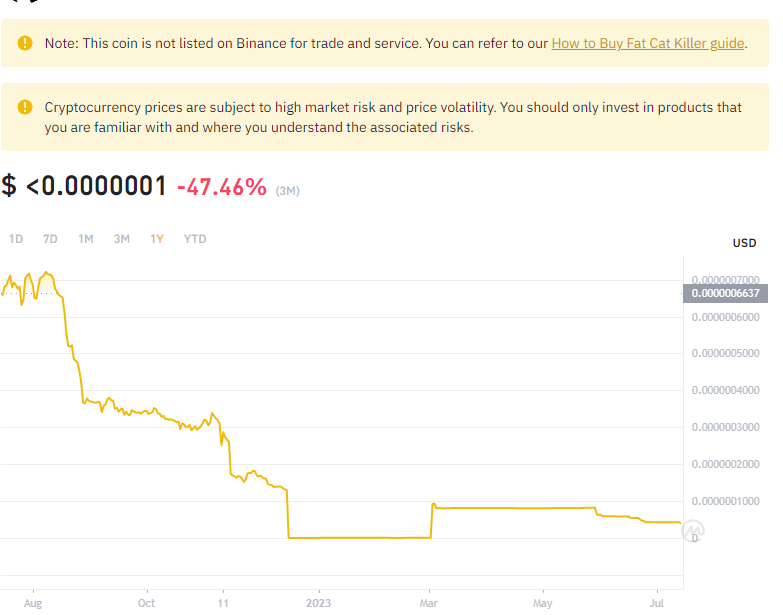 Note: This coin is not listed on Binance for trade and service. You can refer to our How to Buy Fat Cat Killer guide.
Cryptocurrency prices are subject to high market risk and price volatility. You should only invest in products that
you are familiar with and where you understand the associated risks.
$ <0.0000001 -47.46% (3M)
1D 7D 1M 3M 1Y YTD
USD
0.0000007000
0.0000006637
0.0000006000
0.0000005000
0.0000004000
0.0000003000
0.0000002000
0.0000001000
0
Aug Oct 11 2023 Mar May Jul